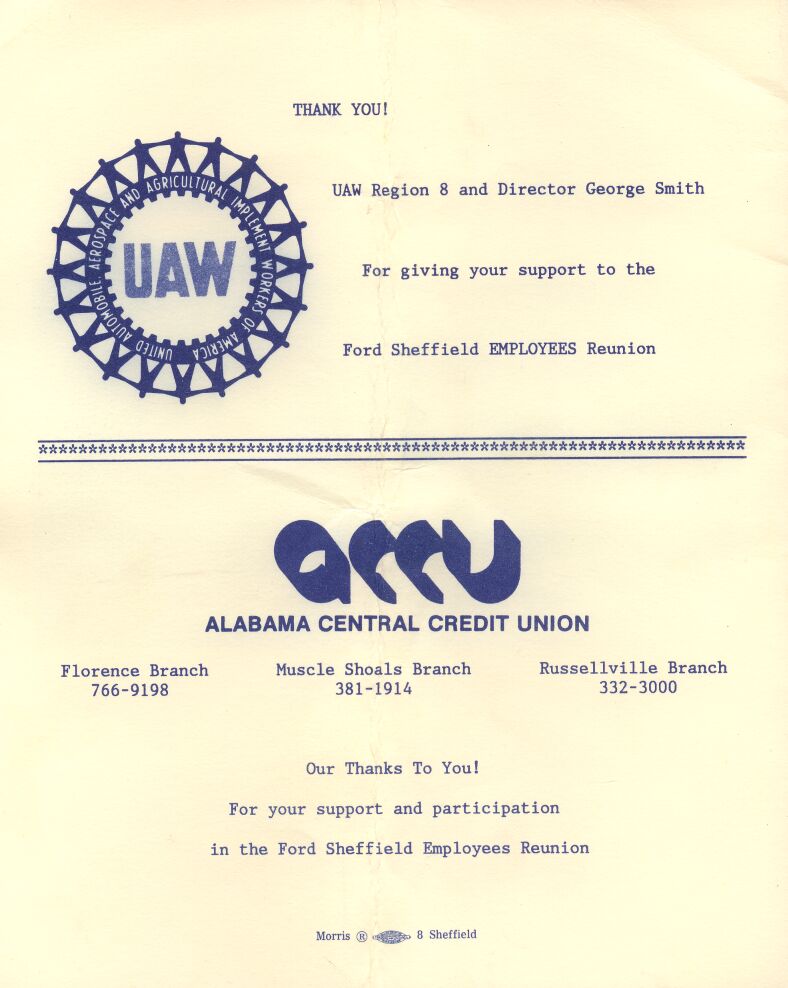 THANK YOU!
UAW Region 8 and Director George Smith
UNITED AUTOMOBILE AEROSPACE AND AGRICULTURAL IMPLEMENT WORKERS OF AMERICA
UAW
For giving your support to the
Ford Sheffield EMPLOYEES Reunion
*************************************************************************
accu
ALABAMA CENTRAL CREDIT UNION
Florence Branch Muscle Shoals Branch Russellville Branch
766-9198 381-1914 332-3000
Our Thanks To You!
For your support and participation
in the Ford Sheffield Employees Reunion
Morris ® 8 Sheffield